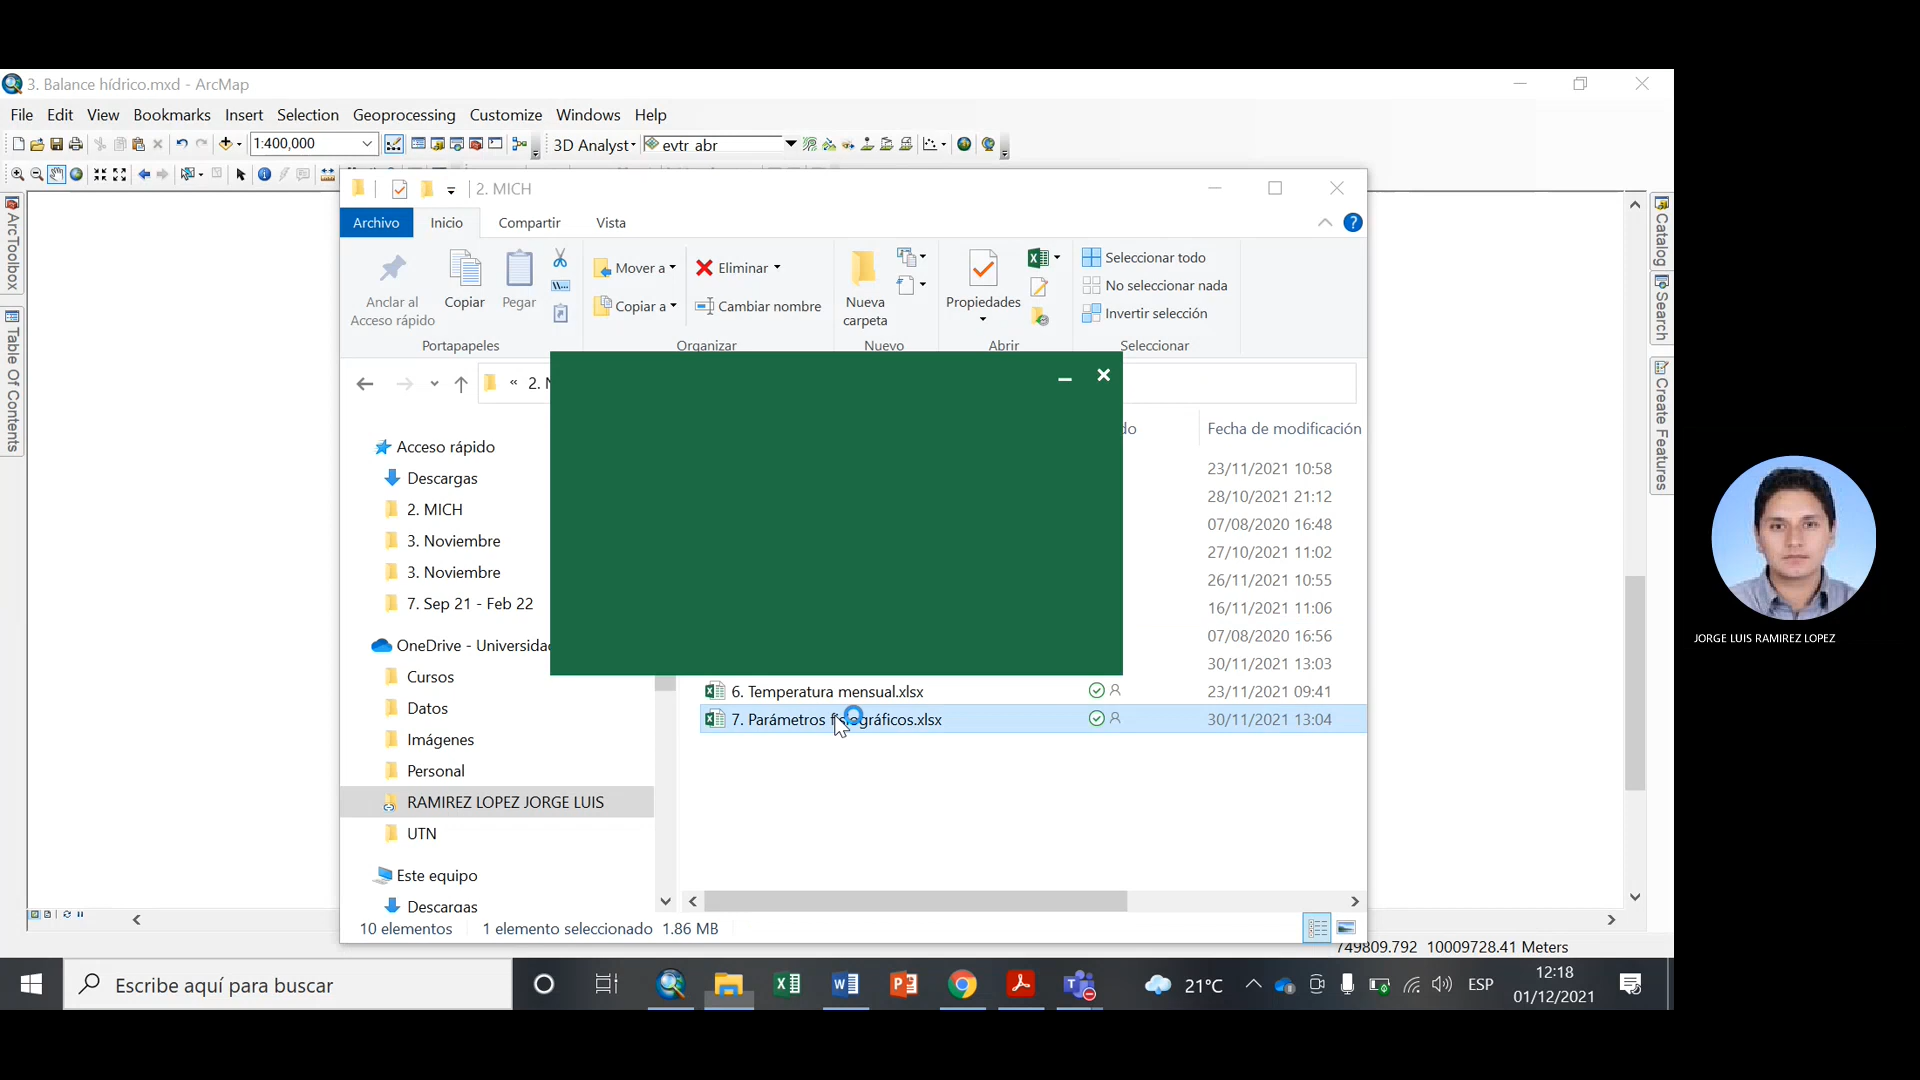 3. Balance hídrico.mxd - ArcMap
File Edit View Bookmarks Insert Selection Geoprocessing Customize Windows Help
1:400,000
3D Analyst
evtr abr
ArcToolbox
Table Of Contents
Catalog
Search
Create Features
2. MICH
Archivo Inicio Compartir Vista
Anclar al
Acceso rápido
Copiar
Pegar
Mover a
Copiar a
Eliminar
Cambiar nombre
Nueva
carpeta
Propiedades
Seleccionar todo
No seleccionar nada
Invertir selección
Portapapeles Organizar Nuevo Abrir Seleccionar
« 2.
do Fecha de modificación
Acceso rápido
Descargas
2. MICH
3. Noviembre
3. Noviembre
7. Sep 21 - Feb 22
OneDrive - Universidad
Cursos
Datos
Imágenes
Personal
RAMIREZ LOPEZ JORGE LUIS
UTN
Este equipo
Descargas
23/11/2021 10:58
28/10/2021 21:12
07/08/2020 16:48
27/10/2021 11:02
26/11/2021 10:55
16/11/2021 11:06
07/08/2020 16:56
30/11/2021 13:03
6. Temperatura mensual.xlsx 23/11/2021 09:41
7. Parámetros fisiográficos.xlsx 30/11/2021 13:04
10 elementos 1 elemento seleccionado 1.86 MB
749809.792 10009728.41 Meters
Escribe aquí para buscar
21°C
ESP
12:18
01/12/2021
JORGE LUIS RAMIREZ LOPEZ